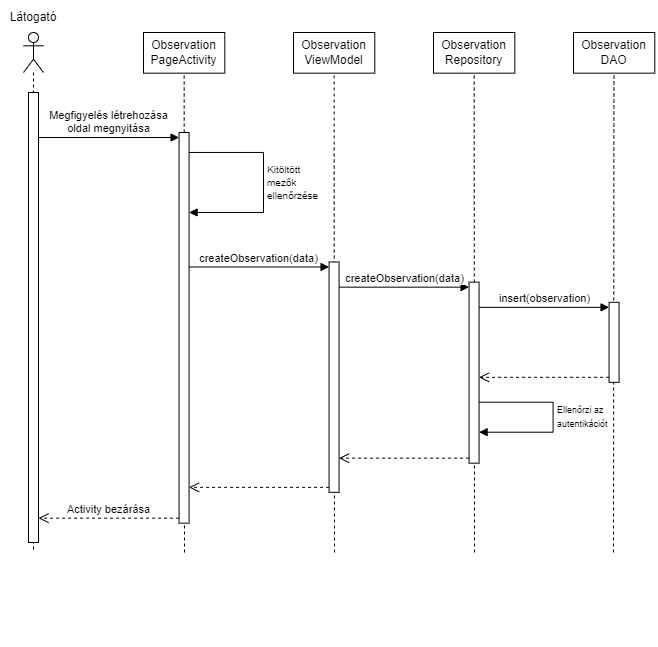 Látogató
Observation
PageActivity
Observation
ViewModel
Observation
Repository
Observation
DAO
Megfigyelés létrehozása
oldal megnyitása
Kitöltött
mezők
ellenőrzése
createObservation(data)
createObservation(data)
insert(observation)
Ellenőrzi az
autentikációt
Activity bezárása